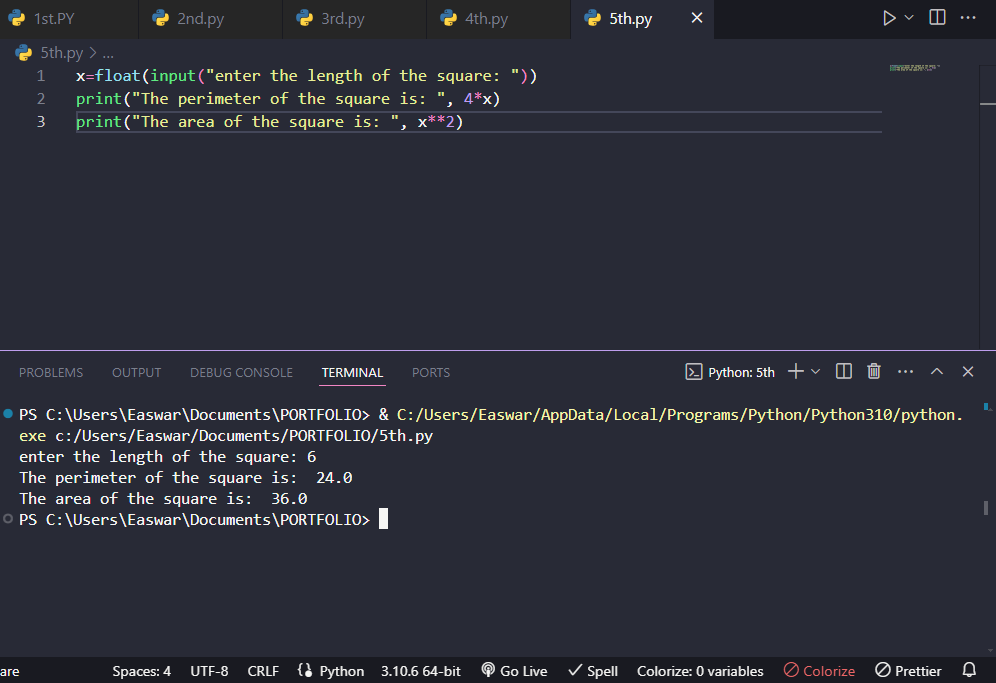 1st.PY 2nd.py 3rd.py 4th.py 5th.py
5th.py > ...
1 x=float(input("enter the length of the square: "))
2 print("The perimeter of the square is: ", 4*x)
3 print("The area of the square is: ", x**2)
PROBLEMS OUTPUT DEBUG CONSOLE TERMINAL PORTS Python: 5th
PS C:\Users\Easwar\Documents\PORTFOLIO> & C:/Users/Easwar/AppData/Local/Programs/Python/Python310/python.
exe c:/Users/Easwar/Documents/PORTFOLIO/5th.py
enter the length of the square: 6
The perimeter of the square is:  24.0
The area of the square is:  36.0
PS C:\Users\Easwar\Documents\PORTFOLIO>
are Spaces: 4 UTF-8 CRLF Python 3.10.6 64-bit Go Live Spell Colorize: 0 variables Colorize Prettier